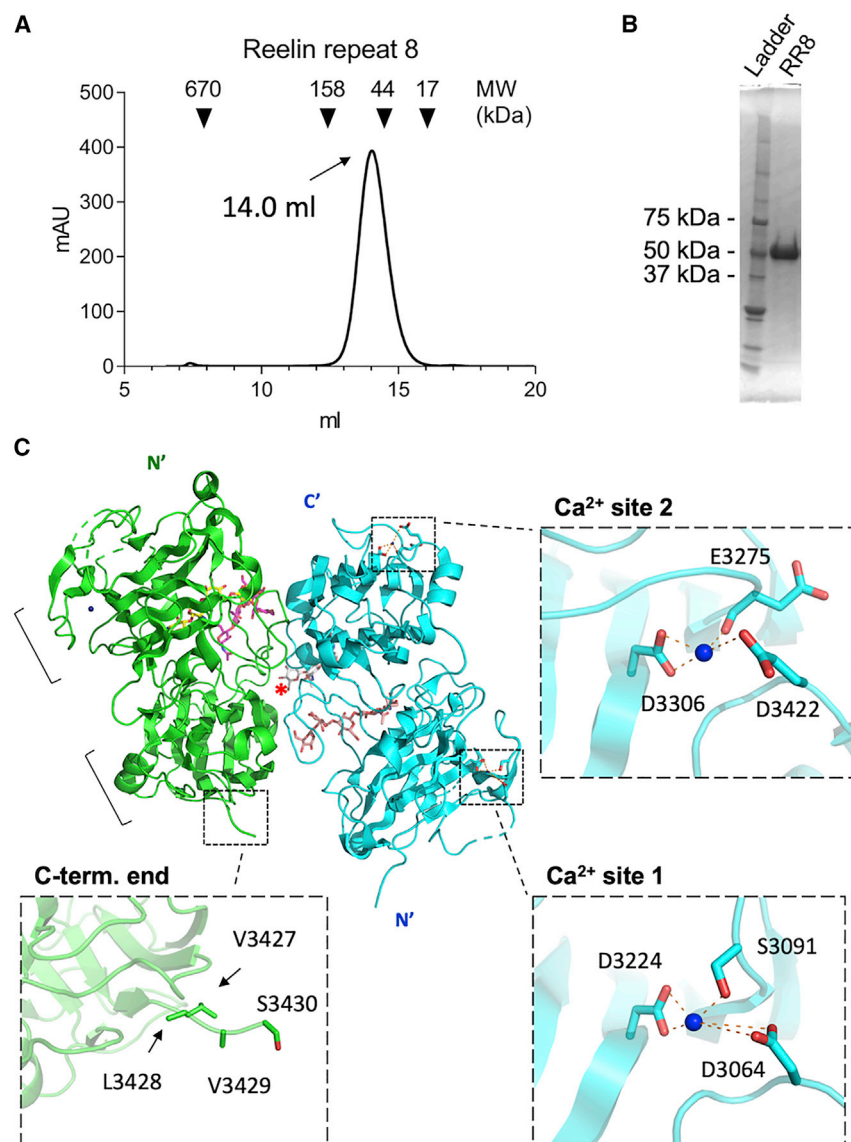 A
Reelin repeat 8
670 158 44 17 MW
(kDa)
500
400
300
200
100
0
mAU
14.0 ml
5 10 15 20
ml
B
Ladder
RR8
75 kDa -
50 kDa -
37 kDa -
C
N'
C'
*
N'
Ca²⁺ site 2
E3275
D3306
D3422
C-term. end
V3427
S3430
L3428
V3429
Ca²⁺ site 1
D3224
S3091
D3064